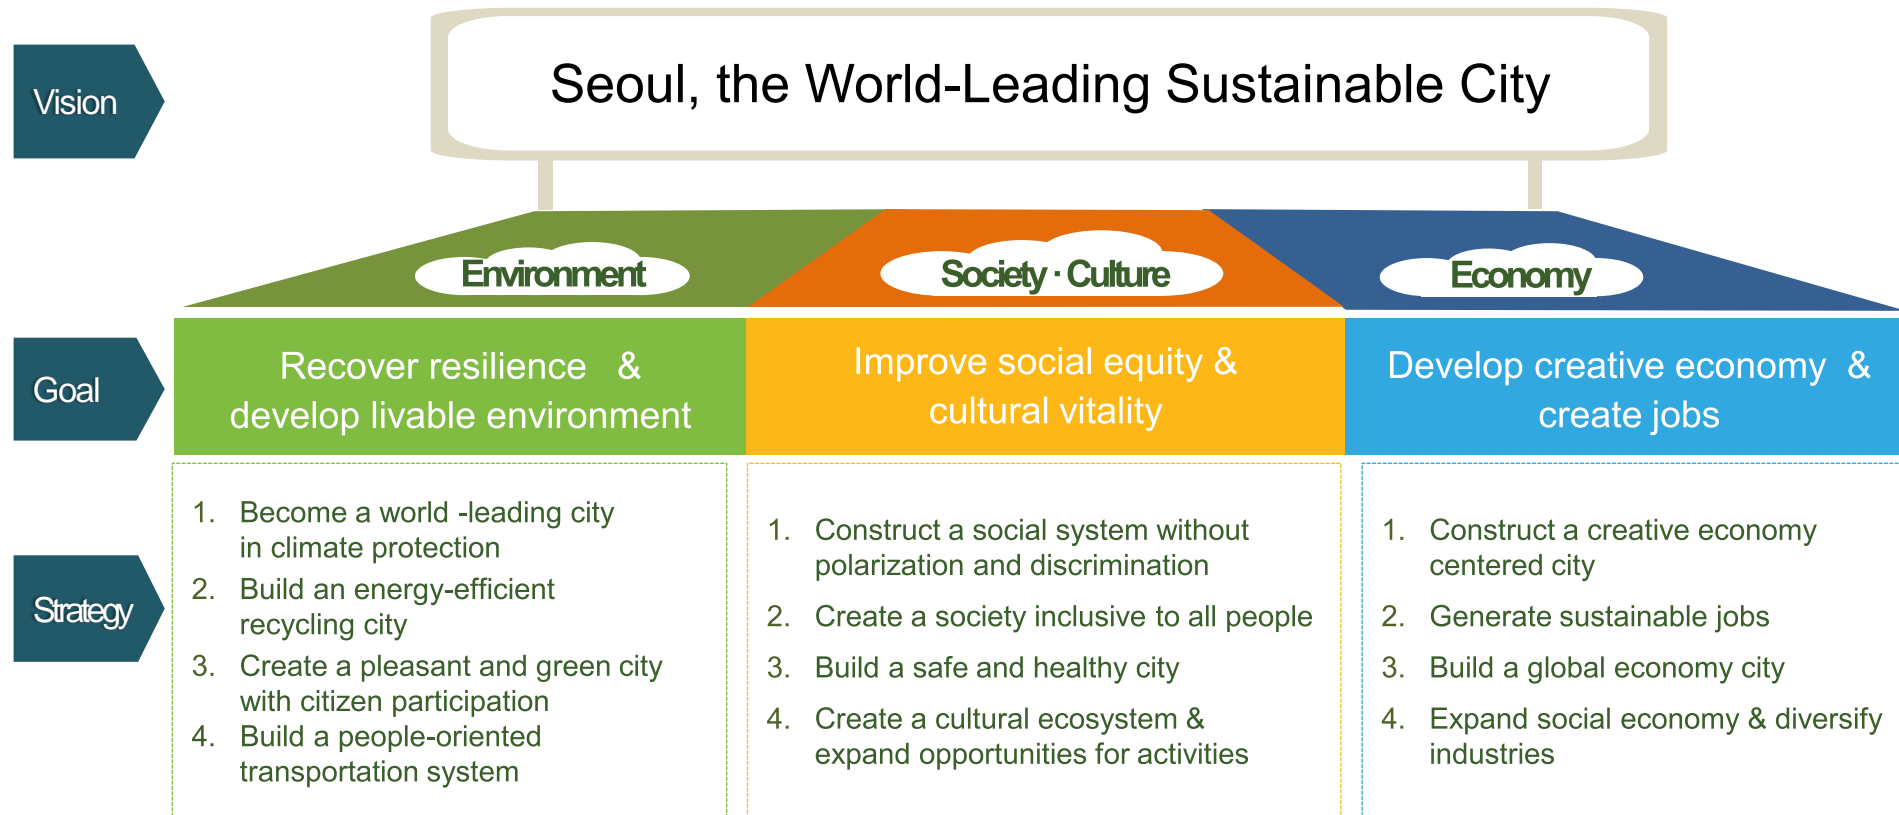 Vision
Seoul, the World-Leading Sustainable City
Environment
Society · Culture
Economy
Goal
Recover resilience & 
develop livable environment
Improve social equity &
cultural vitality
Develop creative economy &
create jobs
Strategy
1. Become a world -leading city
in climate protection
2. Build an energy-efficient
recycling city
3. Create a pleasant and green city
with citizen participation
4. Build a people-oriented
transportation system
1. Construct a social system without
polarization and discrimination
2. Create a society inclusive to all people
3. Build a safe and healthy city
4. Create a cultural ecosystem &
expand opportunities for activities
1. Construct a creative economy
centered city
2. Generate sustainable jobs
3. Build a global economy city
4. Expand social economy & diversify
industries